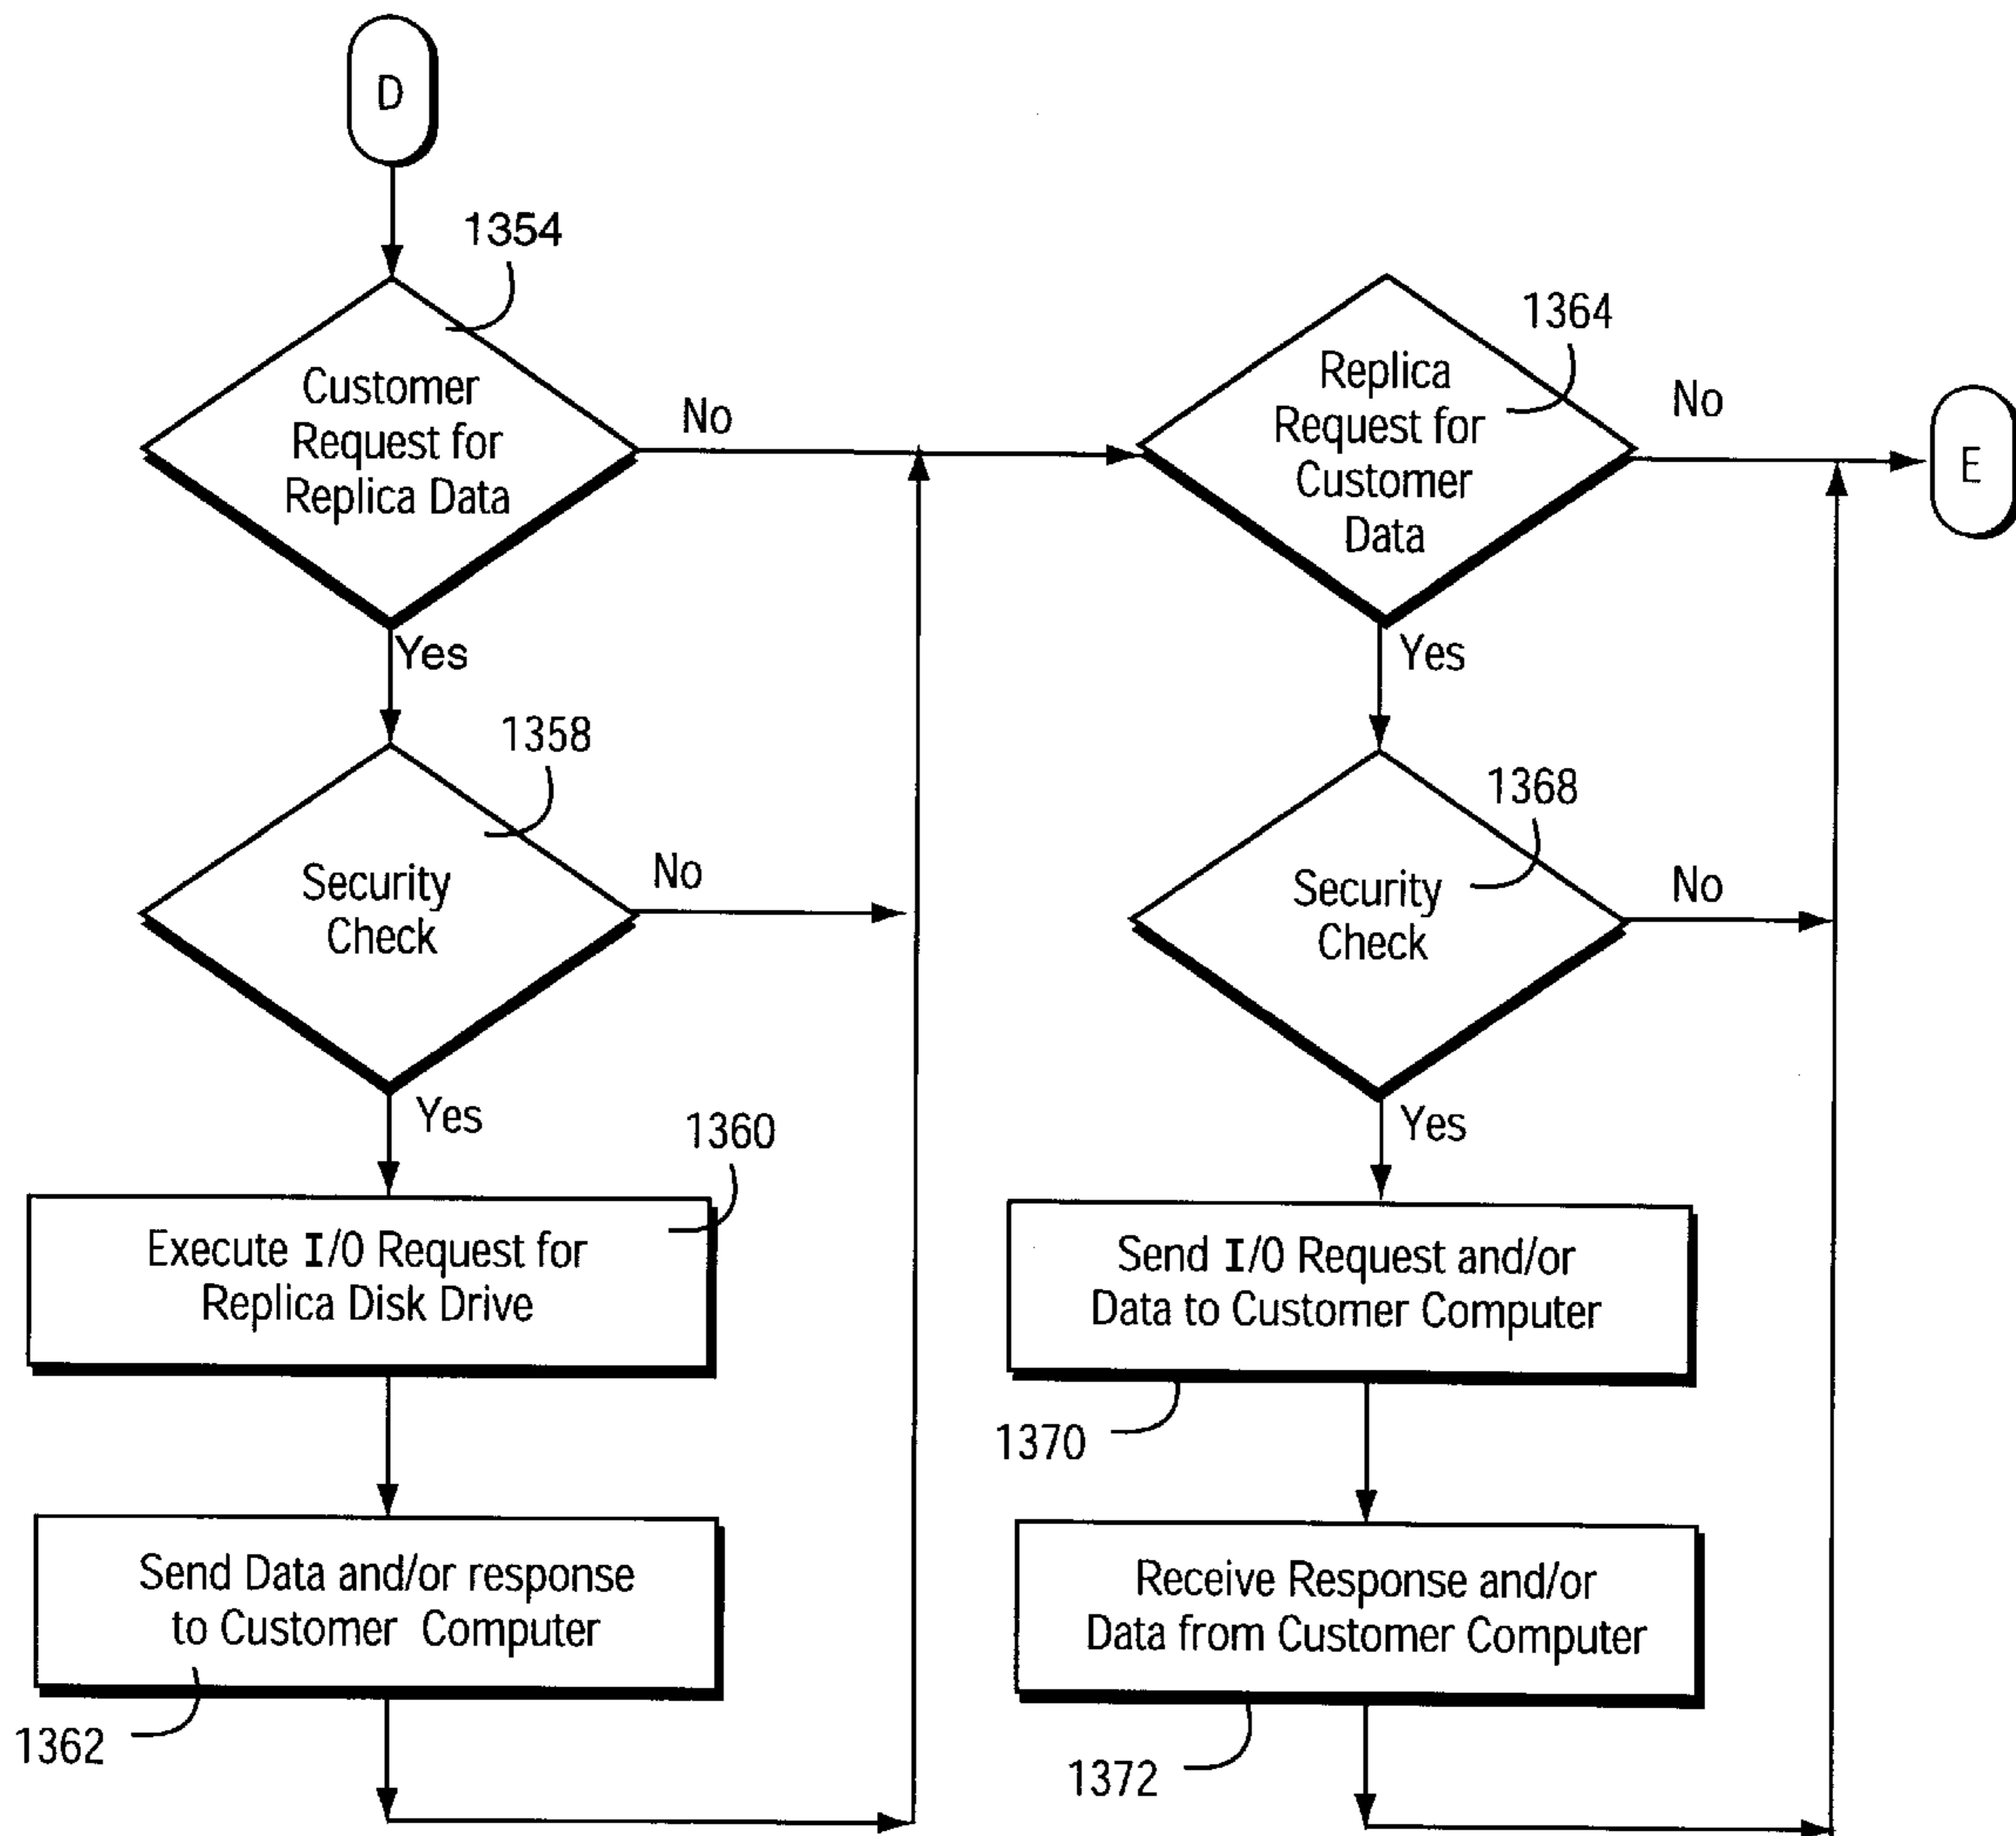 D
1354
Customer
Request for
Replica Data
No
Yes
1358
Security
Check
No
Yes
1360
Execute I/O Request for
Replica Disk Drive
Send Data and/or response
to Customer Computer
1362
1364
Replica
Request for
Customer
Data
No
E
Yes
1368
Security
Check
No
Yes
Send I/O Request and/or
Data to Customer Computer
1370
Receive Response and/or
Data from Customer Computer
1372